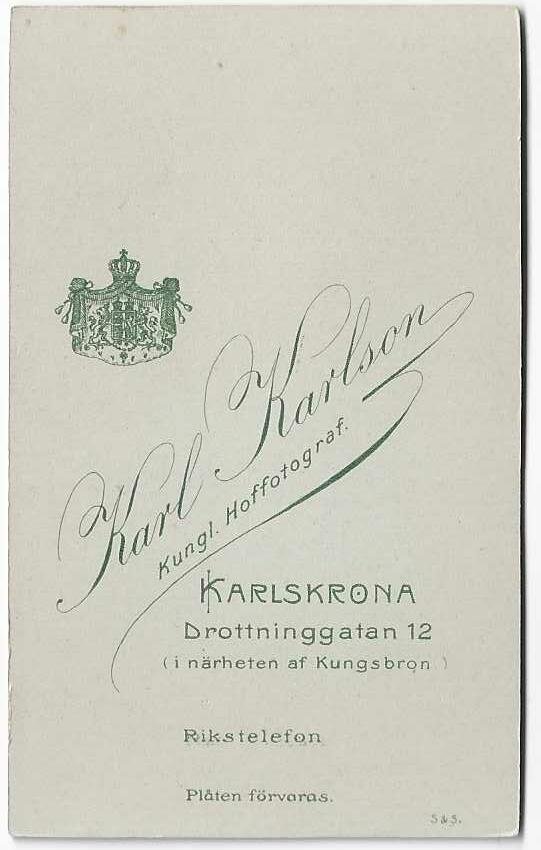 Karl Karlson
Kungl. Hoffotograf.
KARLSKRONA
Drottninggatan 12
(i närheten af Kungsbron)
Rikstelefon
Plåten förvaras.
S & S.